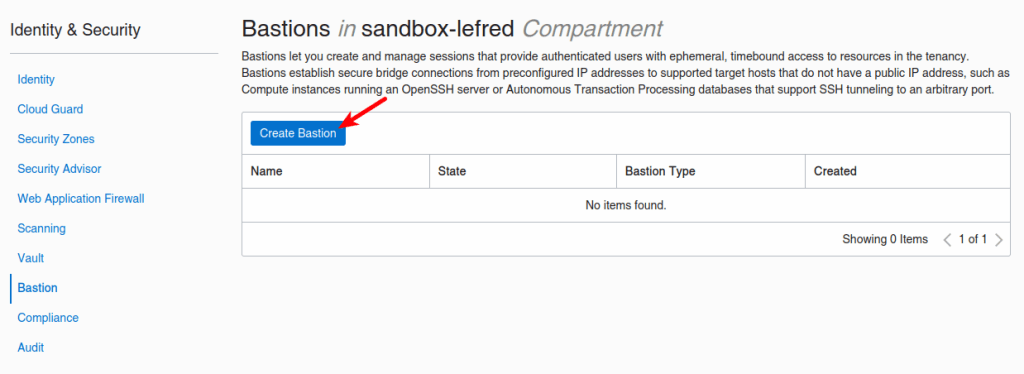 Identity & Security
Identity
Cloud Guard
Security Zones
Security Advisor
Web Application Firewall
Scanning
Vault
Bastion
Compliance
Audit
Bastions in sandbox-lefred Compartment
Bastions let you create and manage sessions that provide authenticated users with ephemeral, timebound access to resources in the tenancy.
Bastions establish secure bridge connections from preconfigured IP addresses to supported target hosts that do not have a public IP address, such as
Compute instances running an OpenSSH server or Autonomous Transaction Processing databases that support SSH tunneling to an arbitrary port.
Create Bastion
Name State Bastion Type Created
No items found.
Showing 0 Items 1 of 1